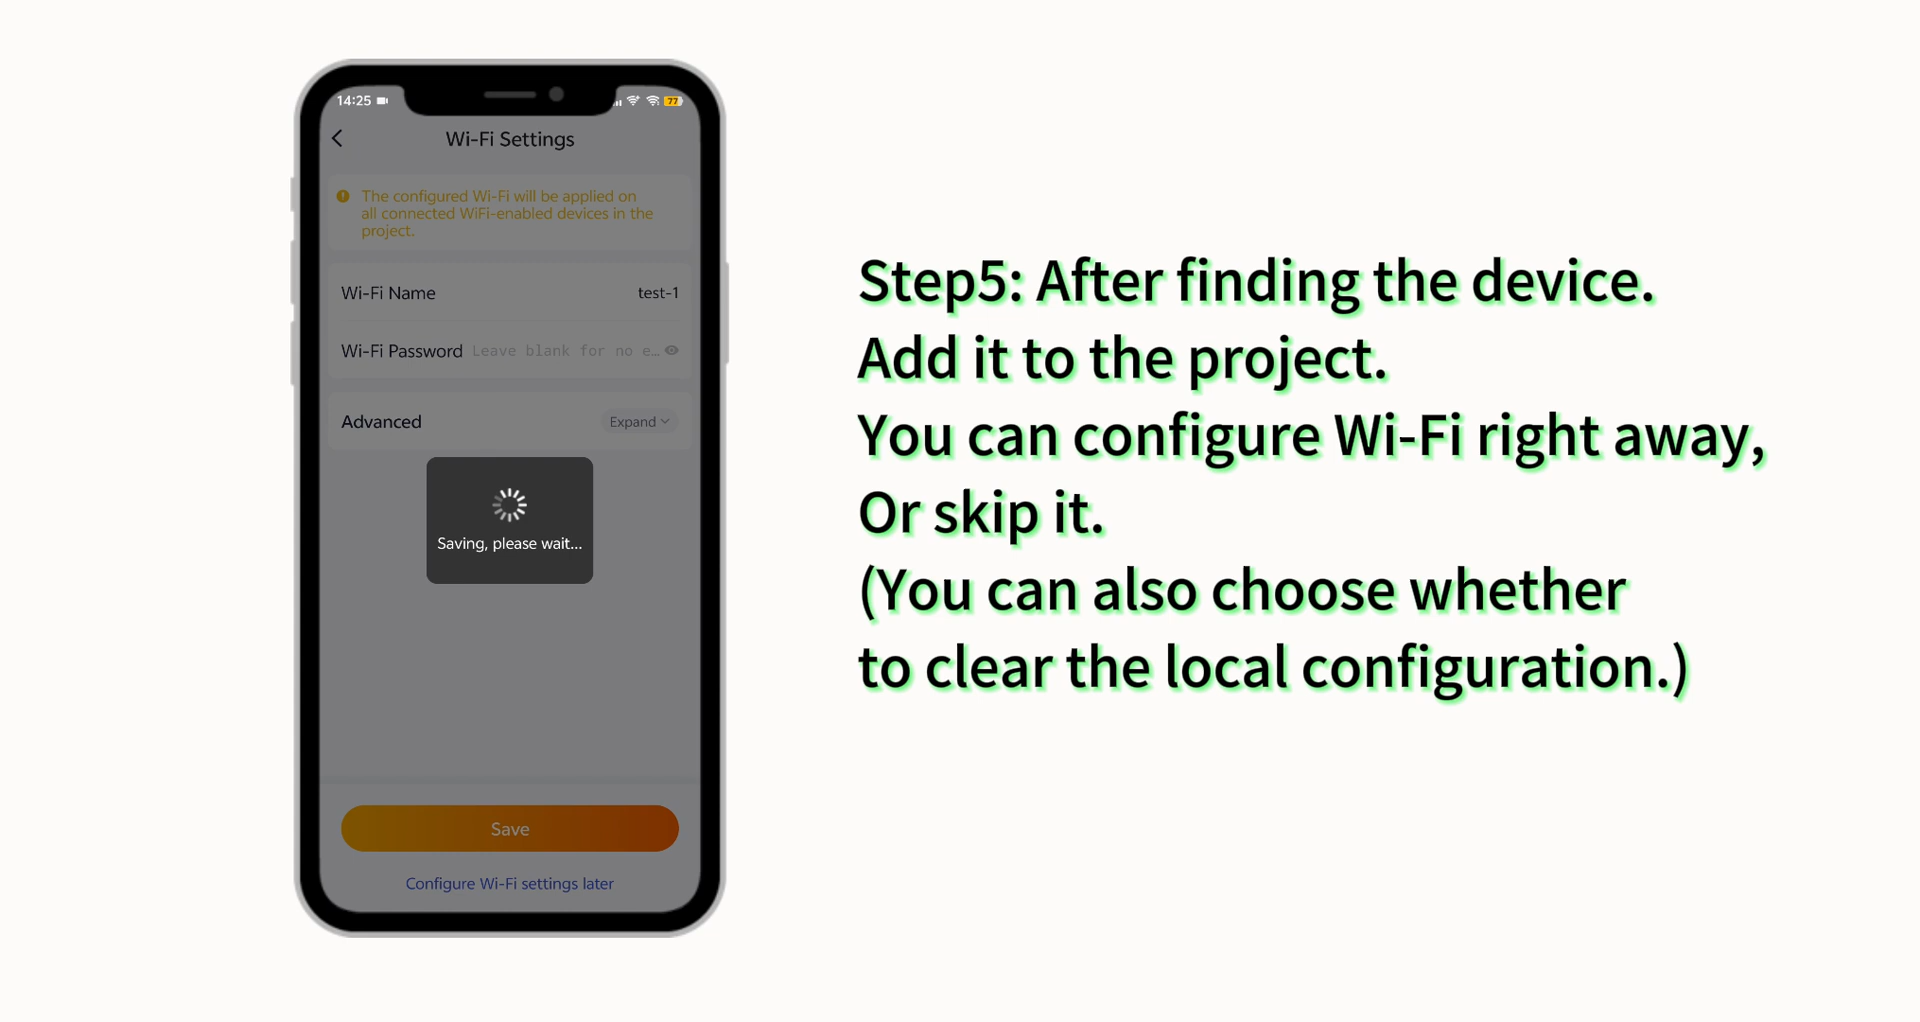 14:25
77
Wi-Fi Settings
The configured Wi-Fi will be applied on
all connected WiFi-enabled devices in the
project.
Wi-Fi Name test-1
Wi-Fi Password Leave blank for no e...
Advanced Expand
Saving, please wait...
Save
Configure Wi-Fi settings later
Step5: After finding the device.
Add it to the project.
You can configure Wi-Fi right away,
Or skip it.
(You can also choose whether
to clear the local configuration.)